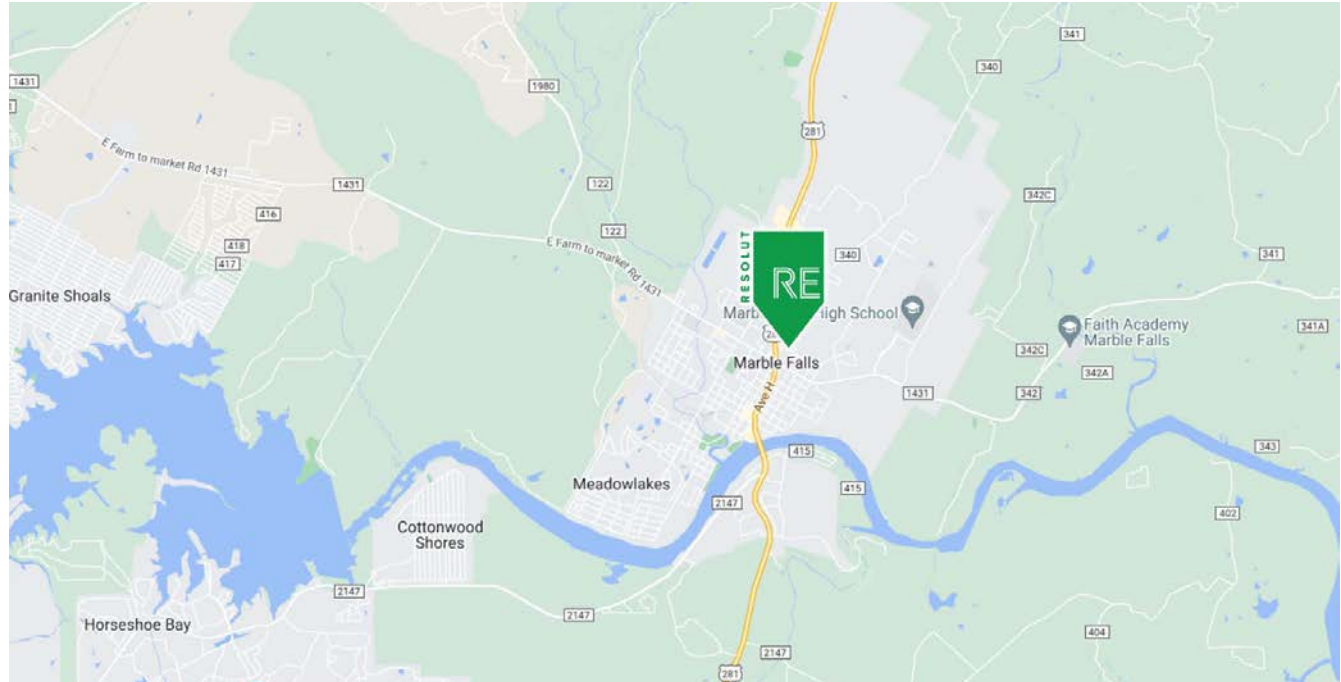 341
340
1431
1980
281
E Farm to market Rd 1431
122
1431
342C
416
122
418
E Farm to market Rd 1431
340
341
417
RESOLUT
RE
Granite Shoals
High School
Faith Academy
Marble Falls
341A
Marble Falls
342C
342A
1431
342
Ave H
415
343
Meadowlakes
2147
415
402
Cottonwood
Shores
2147
2147
Horseshoe Bay
404
2147
281